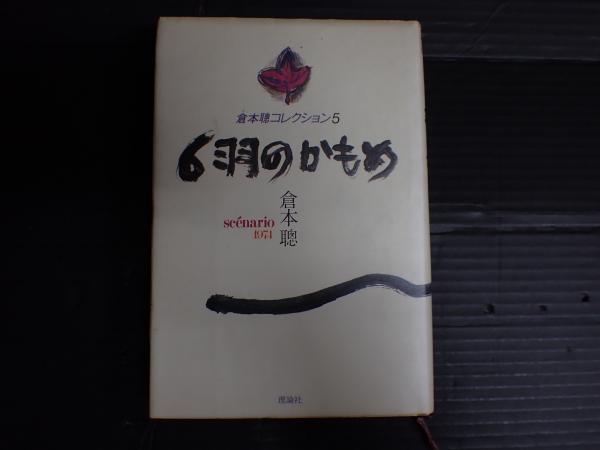 倉本聰コレクション5
6羽のかもめ
倉本聰
scénario
1974
理論社